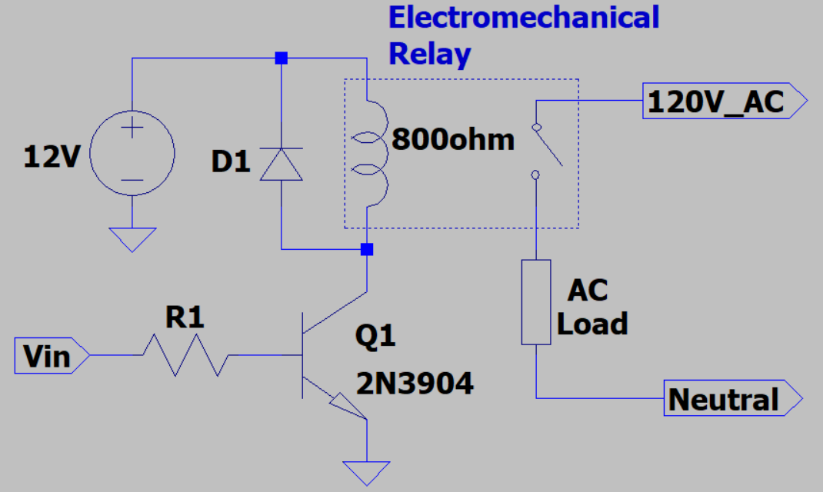 Electromechanical
Relay
120V_AC
800ohm
12V
D1
AC
Load
R1
Q1
Vin
2N3904
Neutral